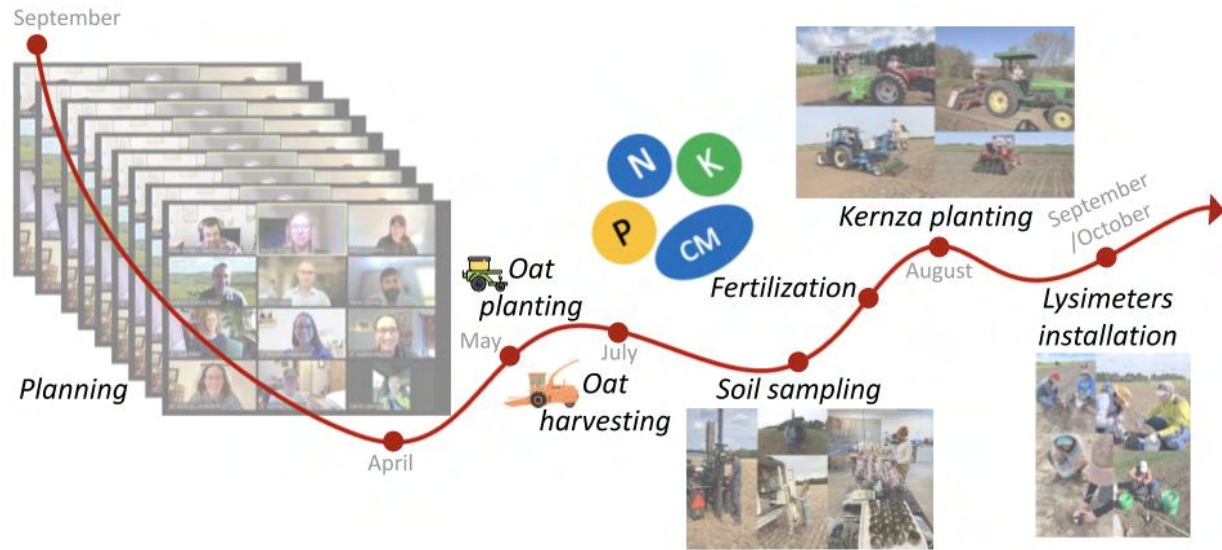 September
Planning
April
May
Oat
planting
July
Oat
harvesting
N
K
P
CM
Soil sampling
Fertilization
Kernza planting
August
September
/October
Lysimeters
installation